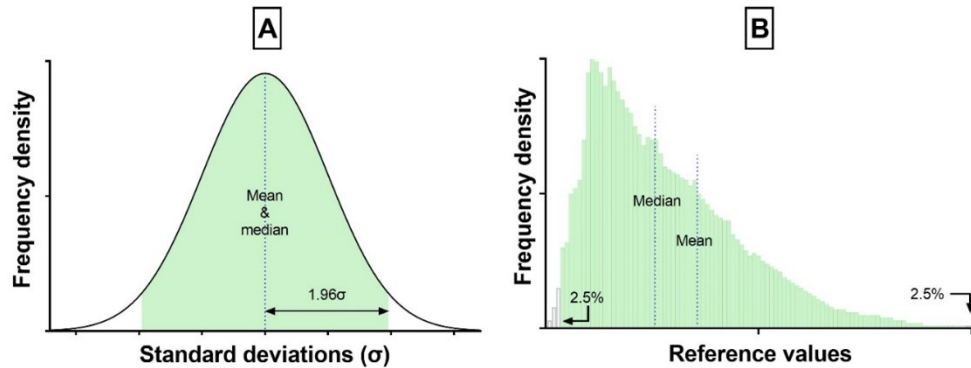 A
Frequency density
Mean
&
median
1.96σ
Standard deviations (σ)
B
Frequency density
Median
Mean
2.5%
2.5%
Reference values